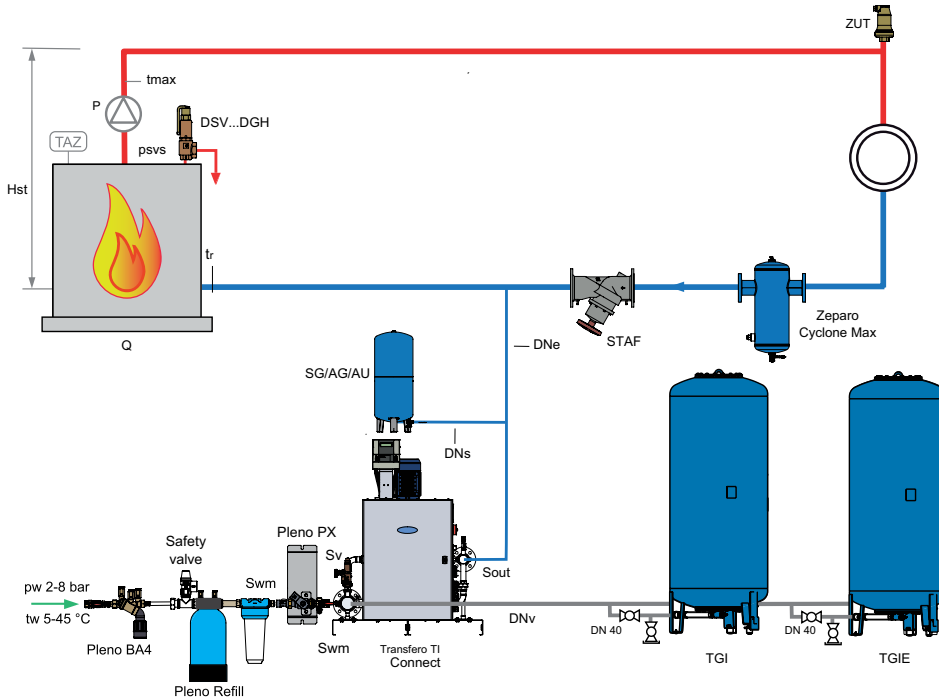 ZUT
tmax
P
DSV...DGH
TAZ
psvs
Hst
tr
DNe
STAF
Zeparo
Cyclone Max
Q
SG/AG/AU
DNs
Pleno PX
Safety
valve
Sv
Swm
Sout
pw 2-8 bar
tw 5-45 °C
DNv
DN 40
DN 40
Swm
Transfero TI
Connect
Pleno BA4
TGI
TGIE
Pleno Refill